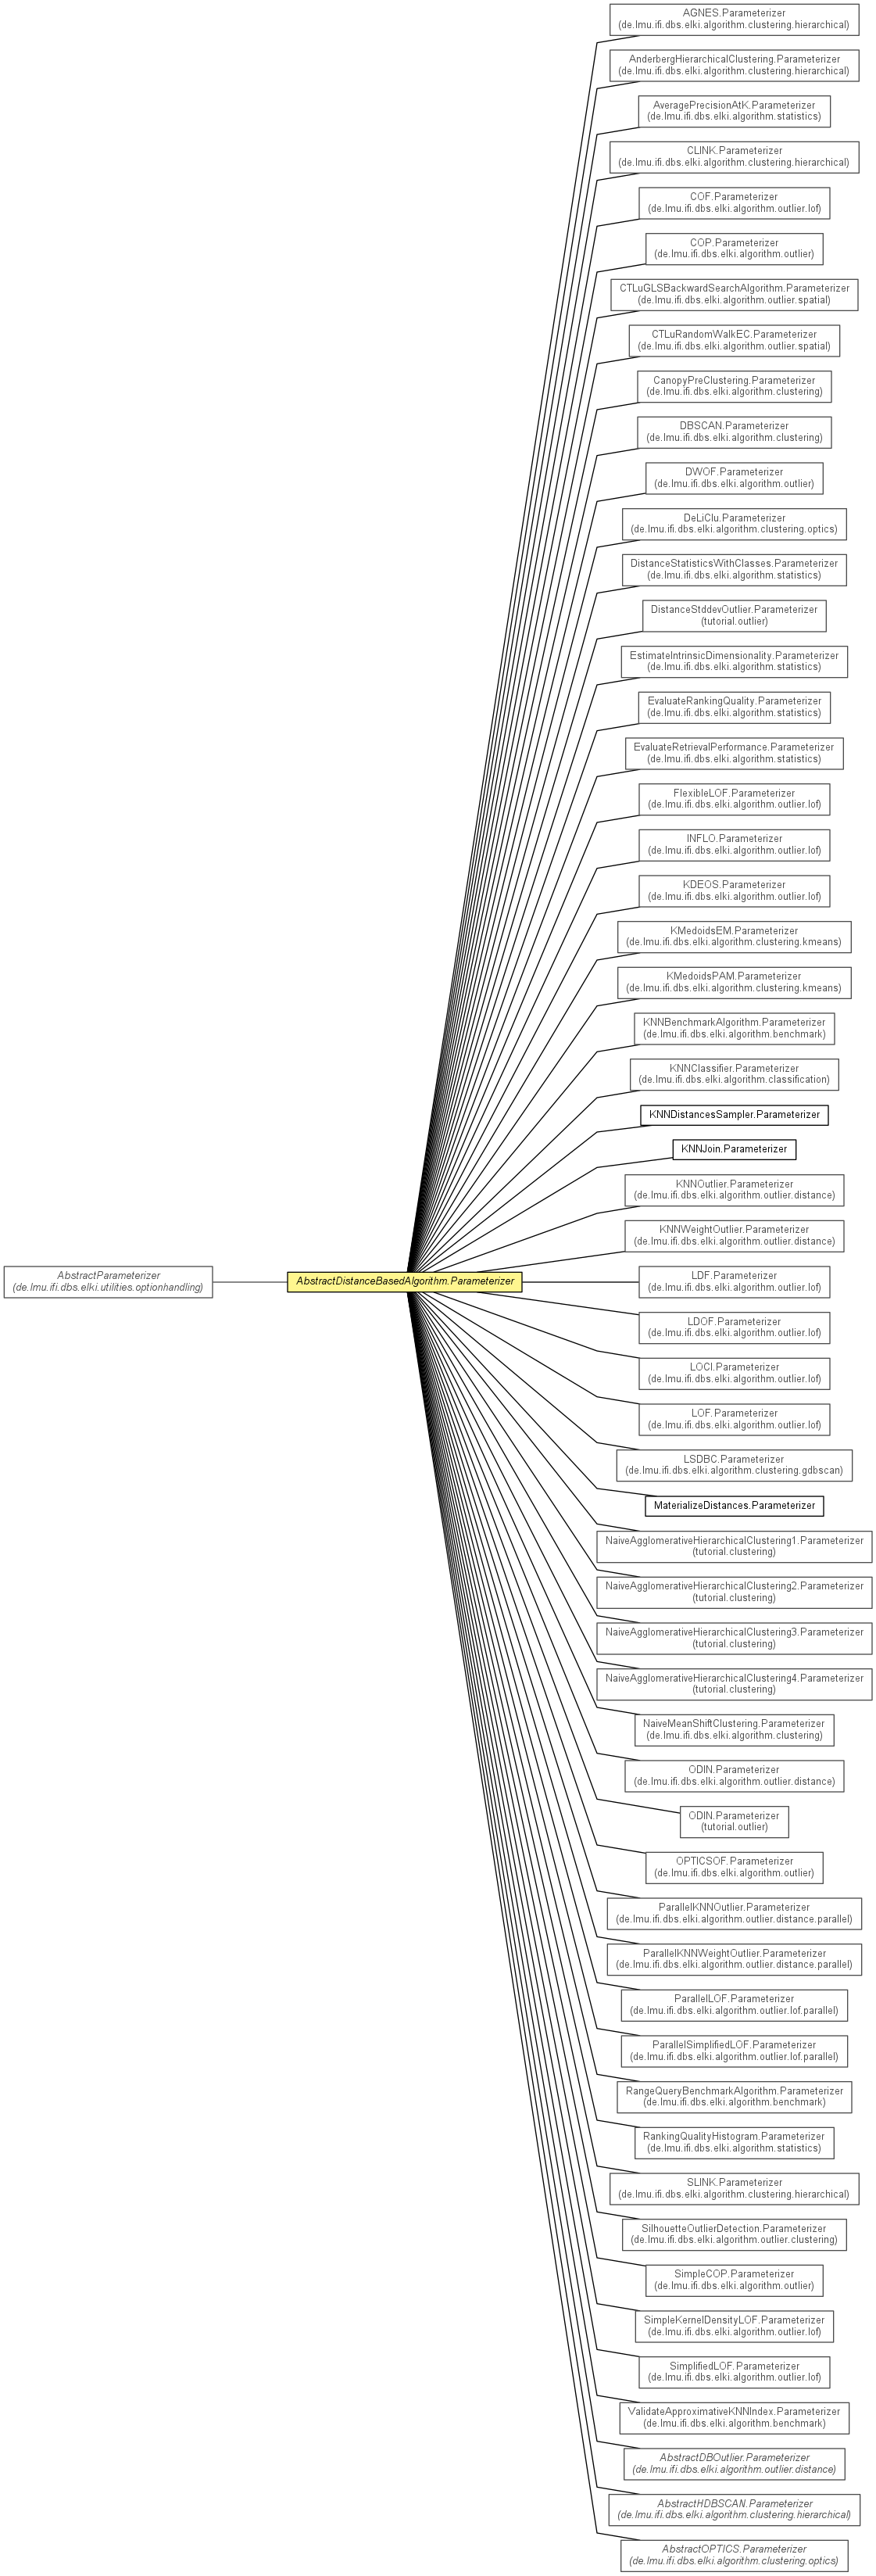 AGNES.Parameterizer
(de.lmu.ifi.dbs.elki.algorithm.clustering.hierarchical)
AnderbergHierarchicalClustering.Parameterizer
(de.lmu.ifi.dbs.elki.algorithm.clustering.hierarchical)
AveragePrecisionAtK.Parameterizer
(de.lmu.ifi.dbs.elki.algorithm.statistics)
CLINK.Parameterizer
(de.lmu.ifi.dbs.elki.algorithm.clustering.hierarchical)
COF.Parameterizer
(de.lmu.ifi.dbs.elki.algorithm.outlier.lof)
COP.Parameterizer
(de.lmu.ifi.dbs.elki.algorithm.outlier)
CTLuGLSBackwardSearchAlgorithm.Parameterizer
(de.lmu.ifi.dbs.elki.algorithm.outlier.spatial)
CTLuRandomWalkEC.Parameterizer
(de.lmu.ifi.dbs.elki.algorithm.outlier.spatial)
CanopyPreClustering.Parameterizer
(de.lmu.ifi.dbs.elki.algorithm.clustering)
DBSCAN.Parameterizer
(de.lmu.ifi.dbs.elki.algorithm.clustering)
DWOF.Parameterizer
(de.lmu.ifi.dbs.elki.algorithm.outlier)
DeLiClu.Parameterizer
(de.lmu.ifi.dbs.elki.algorithm.clustering.optics)
DistanceStatisticsWithClasses.Parameterizer
(de.lmu.ifi.dbs.elki.algorithm.statistics)
DistanceStddevOutlier.Parameterizer
(tutorial.outlier)
EstimateIntrinsicDimensionality.Parameterizer
(de.lmu.ifi.dbs.elki.algorithm.statistics)
EvaluateRankingQuality.Parameterizer
(de.lmu.ifi.dbs.elki.algorithm.statistics)
EvaluateRetrievalPerformance.Parameterizer
(de.lmu.ifi.dbs.elki.algorithm.statistics)
FlexibleLOF.Parameterizer
(de.lmu.ifi.dbs.elki.algorithm.outlier.lof)
INFLO.Parameterizer
(de.lmu.ifi.dbs.elki.algorithm.outlier.lof)
KDEOS.Parameterizer
(de.lmu.ifi.dbs.elki.algorithm.outlier.lof)
KMedoidsEM.Parameterizer
(de.lmu.ifi.dbs.elki.algorithm.clustering.kmeans)
KMedoidsPAM.Parameterizer
(de.lmu.ifi.dbs.elki.algorithm.clustering.kmeans)
KNNBenchmarkAlgorithm.Parameterizer
(de.lmu.ifi.dbs.elki.algorithm.benchmark)
KNNClassifier.Parameterizer
(de.lmu.ifi.dbs.elki.algorithm.classification)
KNNDistancesSampler.Parameterizer
KNNJoin.Parameterizer
KNNOutlier.Parameterizer
(de.lmu.ifi.dbs.elki.algorithm.outlier.distance)
KNNWeightOutlier.Parameterizer
(de.lmu.ifi.dbs.elki.algorithm.outlier.distance)
AbstractParameterizer
(de.lmu.ifi.dbs.elki.utilities.optionhandling)
AbstractDistanceBasedAlgorithm.Parameterizer
LDF.Parameterizer
(de.lmu.ifi.dbs.elki.algorithm.outlier.lof)
LDOF.Parameterizer
(de.lmu.ifi.dbs.elki.algorithm.outlier.lof)
LOCI.Parameterizer
(de.lmu.ifi.dbs.elki.algorithm.outlier.lof)
LOF.Parameterizer
(de.lmu.ifi.dbs.elki.algorithm.outlier.lof)
LSDBC.Parameterizer
(de.lmu.ifi.dbs.elki.algorithm.clustering.gdbscan)
MaterializeDistances.Parameterizer
NaiveAgglomerativeHierarchicalClustering1.Parameterizer
(tutorial.clustering)
NaiveAgglomerativeHierarchicalClustering2.Parameterizer
(tutorial.clustering)
NaiveAgglomerativeHierarchicalClustering3.Parameterizer
(tutorial.clustering)
NaiveAgglomerativeHierarchicalClustering4.Parameterizer
(tutorial.clustering)
NaiveMeanShiftClustering.Parameterizer
(de.lmu.ifi.dbs.elki.algorithm.clustering)
ODIN.Parameterizer
(de.lmu.ifi.dbs.elki.algorithm.outlier.distance)
ODIN.Parameterizer
(tutorial.outlier)
OPTICSOF.Parameterizer
(de.lmu.ifi.dbs.elki.algorithm.outlier)
ParallelKNNOutlier.Parameterizer
(de.lmu.ifi.dbs.elki.algorithm.outlier.distance.parallel)
ParallelKNNWeightOutlier.Parameterizer
(de.lmu.ifi.dbs.elki.algorithm.outlier.distance.parallel)
ParallelLOF.Parameterizer
(de.lmu.ifi.dbs.elki.algorithm.outlier.lof.parallel)
ParallelSimplifiedLOF.Parameterizer
(de.lmu.ifi.dbs.elki.algorithm.outlier.lof.parallel)
RangeQueryBenchmarkAlgorithm.Parameterizer
(de.lmu.ifi.dbs.elki.algorithm.benchmark)
RankingQualityHistogram.Parameterizer
(de.lmu.ifi.dbs.elki.algorithm.statistics)
SLINK.Parameterizer
(de.lmu.ifi.dbs.elki.algorithm.clustering.hierarchical)
SilhouetteOutlierDetection.Parameterizer
(de.lmu.ifi.dbs.elki.algorithm.outlier.clustering)
SimpleCOP.Parameterizer
(de.lmu.ifi.dbs.elki.algorithm.outlier)
SimpleKernelDensityLOF.Parameterizer
(de.lmu.ifi.dbs.elki.algorithm.outlier.lof)
SimplifiedLOF.Parameterizer
(de.lmu.ifi.dbs.elki.algorithm.outlier.lof)
ValidateApproximativeKNNIndex.Parameterizer
(de.lmu.ifi.dbs.elki.algorithm.benchmark)
AbstractDBOutlier.Parameterizer
(de.lmu.ifi.dbs.elki.algorithm.outlier.distance)
AbstractHDBSCAN.Parameterizer
(de.lmu.ifi.dbs.elki.algorithm.clustering.hierarchical)
AbstractOPTICS.Parameterizer
(de.lmu.ifi.dbs.elki.algorithm.clustering.optics)